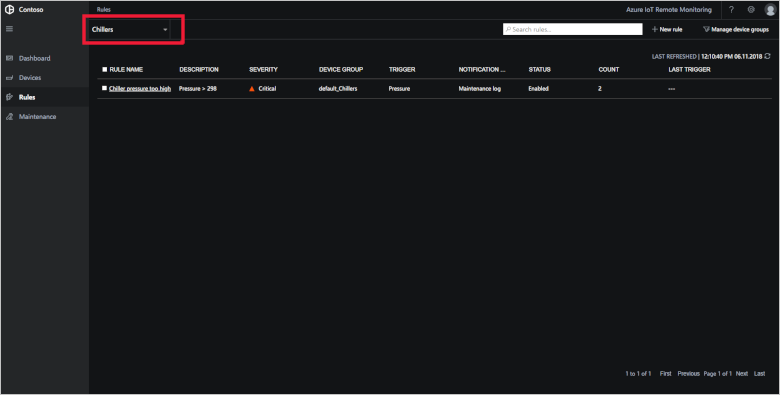 Contoso
Rules
Azure IoT Remote Monitoring
?
Chillers
Search rules...
New rule
Manage device groups
Dashboard
Devices
Rules
Maintenance
LAST REFRESHED | 12:10:40 PM 06.11.2018
RULE NAME DESCRIPTION SEVERITY DEVICE GROUP TRIGGER NOTIFICATION ... STATUS COUNT LAST TRIGGER
Chiller pressure too high Pressure > 298 Critical default_Chillers Pressure Maintenance log Enabled 2 ---
1 to 1 of 1 First Previous Page 1 of 1 Next Last